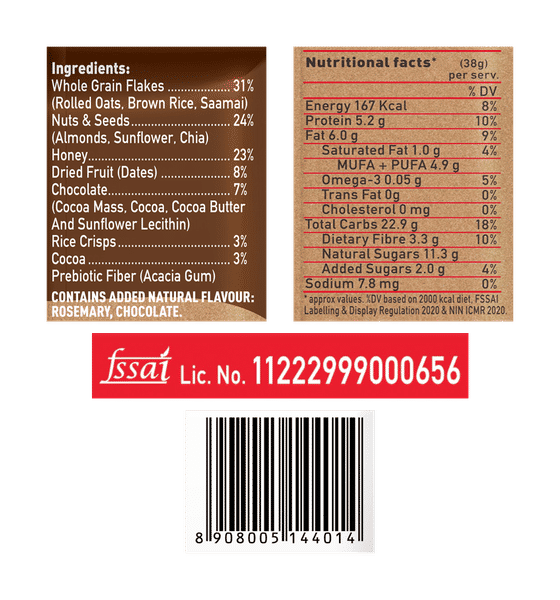 Ingredients:
Whole Grain Flakes ................... 31%
(Rolled Oats, Brown Rice, Saamai)
Nuts & Seeds............................ 24%
(Almonds, Sunflower, Chia)
Honey....................................... 23%
Dried Fruit (Dates) .................... 8%
Chocolate.................................. 7%
(Cocoa Mass, Cocoa, Cocoa Butter
And Sunflower Lecithin)
Rice Crisps................................ 3%
Cocoa ........................................ 3%
Prebiotic Fiber (Acacia Gum)
CONTAINS ADDED NATURAL FLAVOUR:
ROSEMARY, CHOCOLATE.
Nutritional facts* (38g)
per serv.
% DV
Energy 167 Kcal 8%
Protein 5.2 g 10%
Fat 6.0 g 9%
Saturated Fat 1.0 g 4%
MUFA + PUFA 4.9 g
Omega-3 0.05 g 5%
Trans Fat 0g 0%
Cholesterol 0 mg 0%
Total Carbs 22.9 g 18%
Dietary Fibre 3.3 g 10%
Natural Sugars 11.3 g
Added Sugars 2.0 g 4%
Sodium 7.8 mg 0%
* approx values. %DV based on 2000 kcal diet, FSSAI
Labelling & Display Regulation 2020 & NIN ICMR 2020.
fssai Lic. No. 11222999000656
8 908005 144014